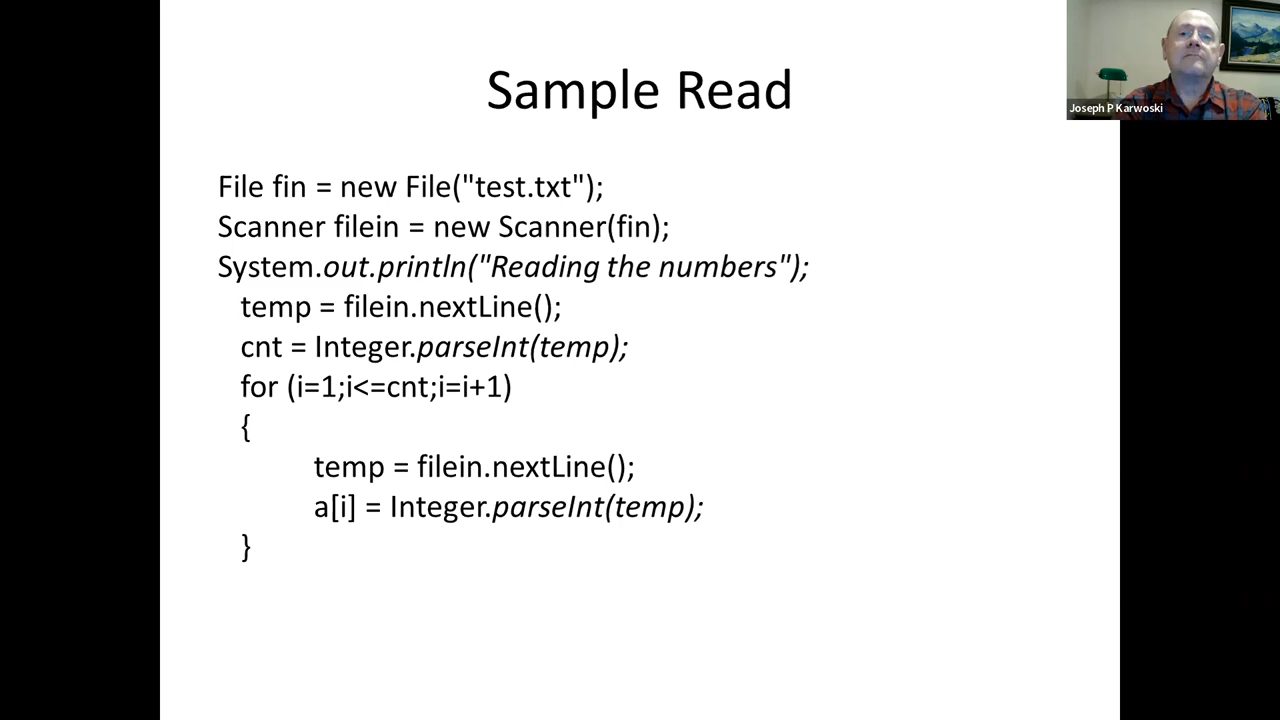 Sample Read
Joseph P Karwoski
File fin = new File("test.txt");
Scanner filein = new Scanner(fin);
System.out.println("Reading the numbers");
temp = filein.nextLine();
cnt = Integer.parseInt(temp);
for (i=1;i<=cnt;i=i+1)
{
temp = filein.nextLine();
a[i] = Integer.parseInt(temp);
}